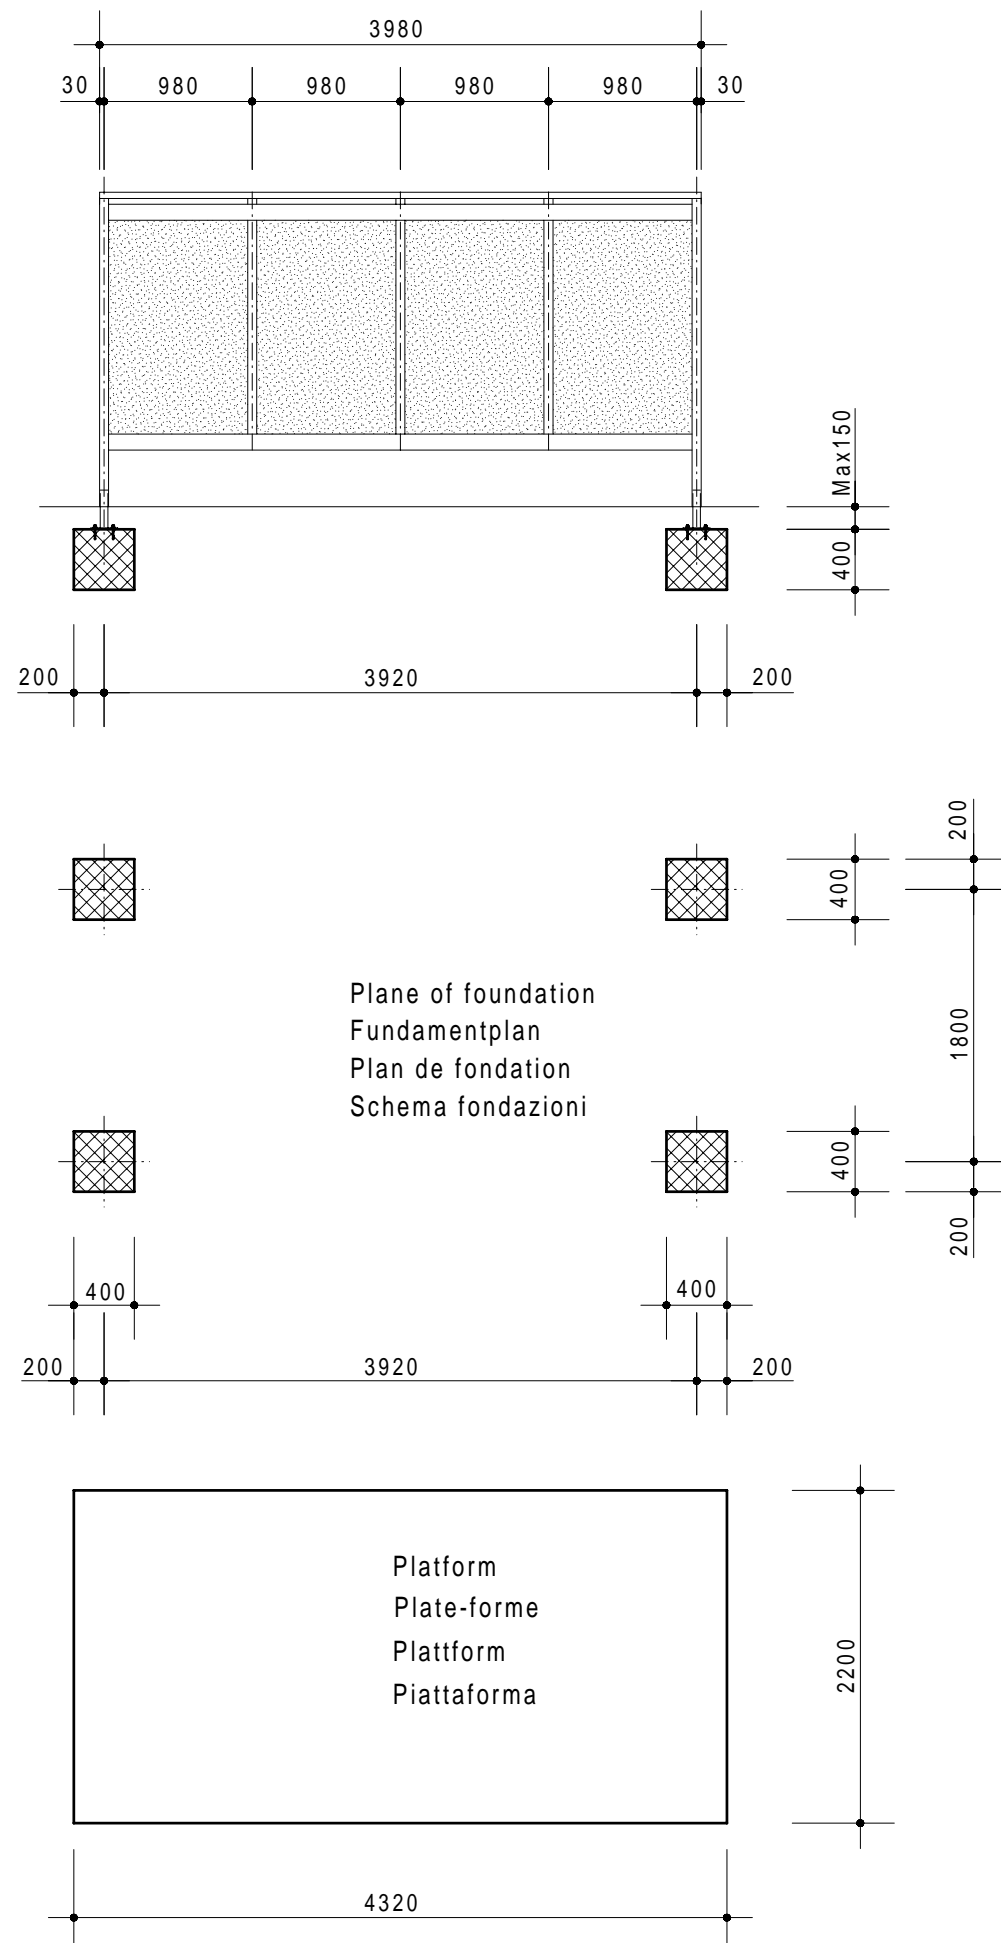 3980
30 980 980 980 980 30
Max150
400
200 3920 200
200
400
1800
Plane of foundation
Fundamentplan
Plan de fondation
Schema fondazioni
400
200
400 400
200 3920 200
Platform
Plate-forme
Plattform
Piattaforma
2200
4320